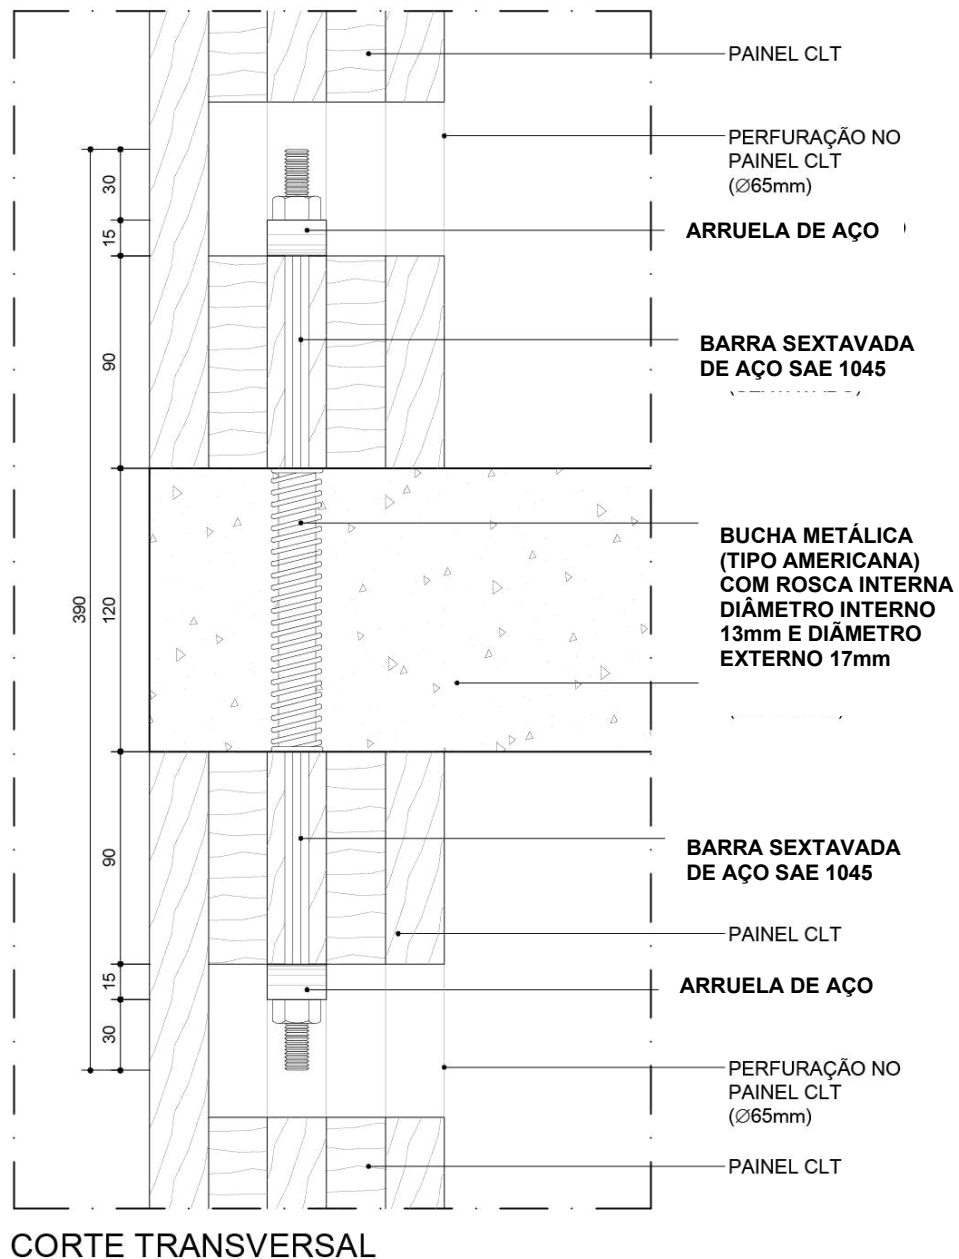 PAINEL CLT
PERFURAÇÃO NO
PAINEL CLT
(∅65mm)
ARRUELA DE AÇO
BARRA SEXTAVADA
DE AÇO SAE 1045
BUCHA METÁLICA
(TIPO AMERICANA)
COM ROSCA INTERNA
DIÂMETRO INTERNO
13mm E DIÃMETRO
EXTERNO 17mm
BARRA SEXTAVADA
DE AÇO SAE 1045
PAINEL CLT
ARRUELA DE AÇO
PERFURAÇÃO NO
PAINEL CLT
(∅65mm)
PAINEL CLT
30
15
90
390
120
90
15
30
CORTE TRANSVERSAL